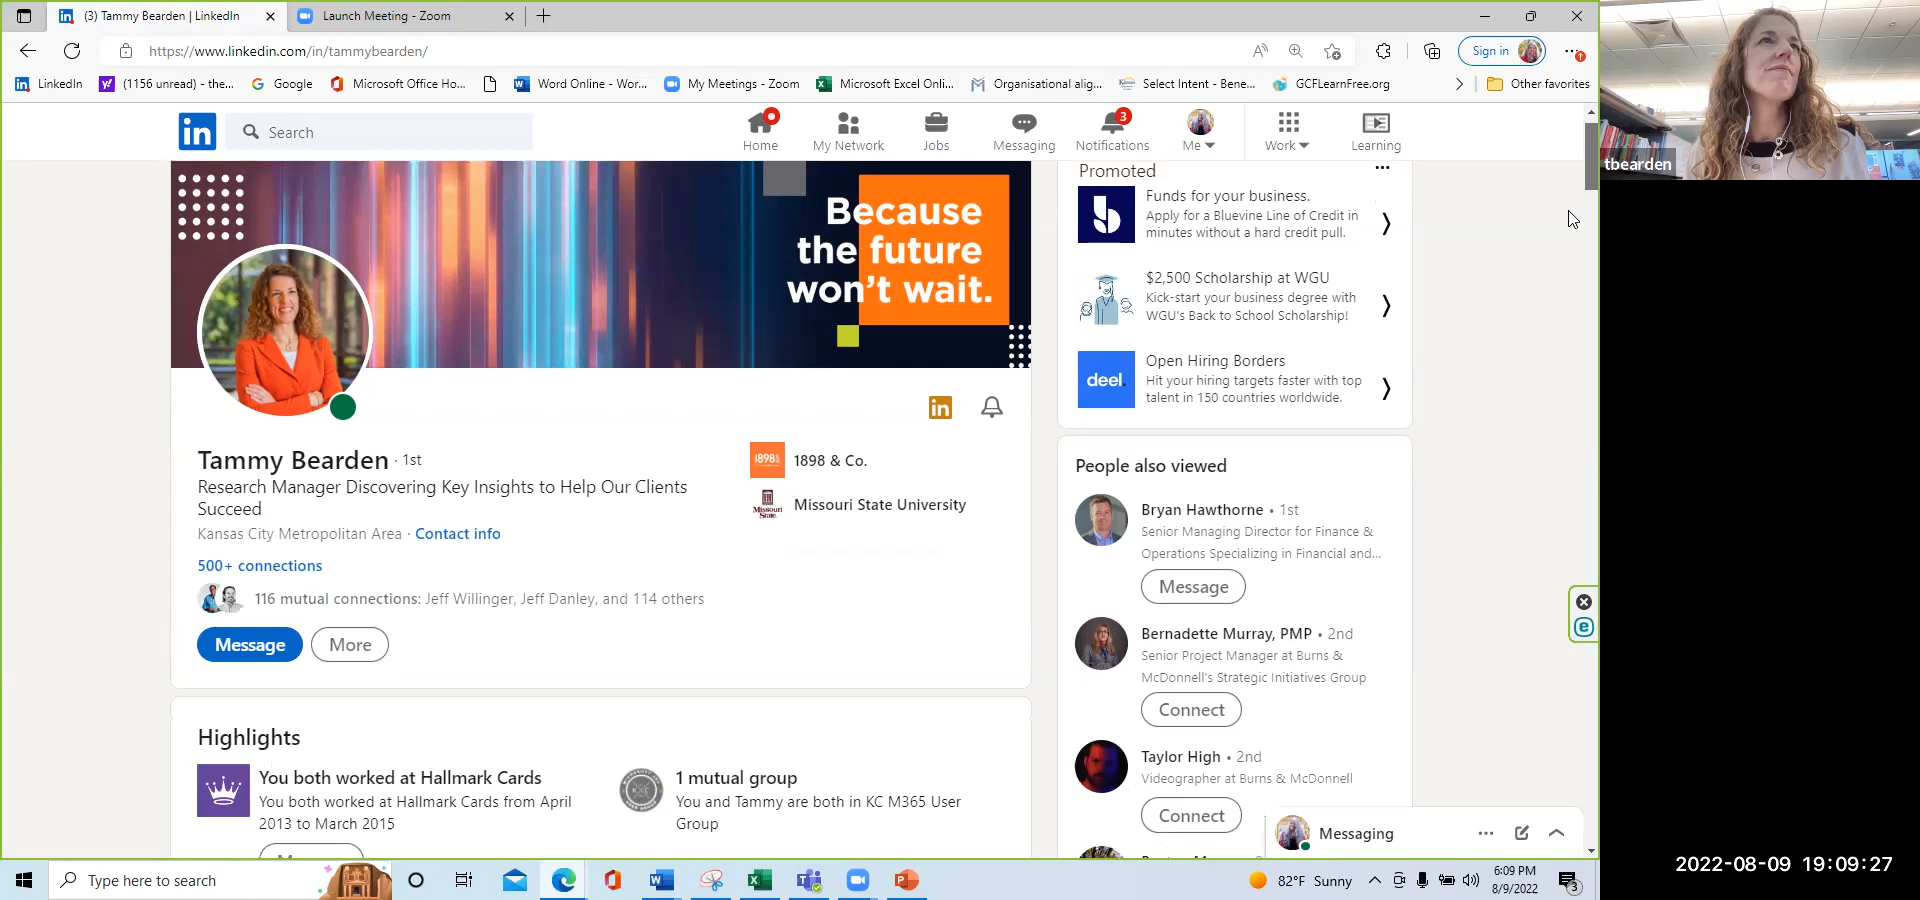 (3) Tammy Bearden | LinkedIn
Launch Meeting - Zoom
https://www.linkedin.com/in/tammybearden/
Sign in
LinkedIn
(1156 unread) - the...
Google
Microsoft Office Ho...
Word Online - Wor...
My Meetings - Zoom
Microsoft Excel Onli...
Organisational alig...
Select Intent - Bene...
GCFLearnFree.org
Other favorites
in
Search
Home
My Network
Jobs
Messaging
3
Notifications
Me
Work
Learning
tbearden
Because
the future
won't wait.
Promoted
Funds for your business.
Apply for a Bluevine Line of Credit in
minutes without a hard credit pull.
$2,500 Scholarship at WGU
Kick-start your business degree with
WGU's Back to School Scholarship!
deel.
Open Hiring Borders
Hit your hiring targets faster with top
talent in 150 countries worldwide.
in
Tammy Bearden · 1st
Research Manager Discovering Key Insights to Help Our Clients
Succeed
Kansas City Metropolitan Area · Contact info
500+ connections
116 mutual connections: Jeff Willinger, Jeff Danley, and 114 others
Message
More
1898 & Co.
Missouri
State.
Missouri State University
People also viewed
Bryan Hawthorne • 1st
Senior Managing Director for Finance &
Operations Specializing in Financial and...
Message
Bernadette Murray, PMP • 2nd
Senior Project Manager at Burns &
McDonnell's Strategic Initiatives Group
Connect
Taylor High • 2nd
Videographer at Burns & McDonnell
Connect
Highlights
You both worked at Hallmark Cards
You both worked at Hallmark Cards from April
2013 to March 2015
1 mutual group
You and Tammy are both in KC M365 User
Group
Messaging
Type here to search
82°F Sunny
6:09 PM
8/9/2022
3
2022-08-09 19:09:27